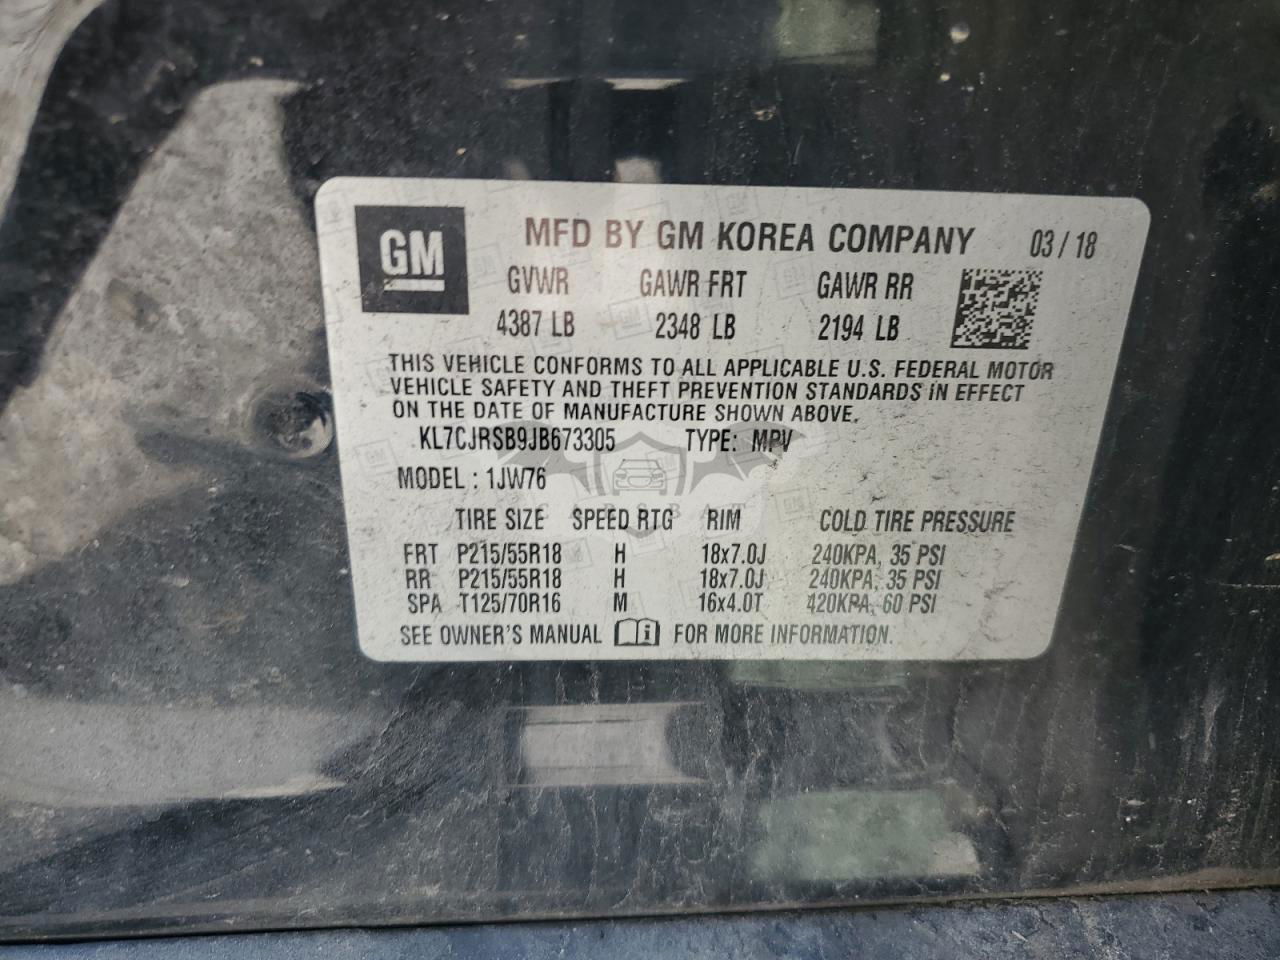 GM
MFD BY GM KOREA COMPANY 03/18
GVWR GAWR FRT GAWR RR
4387 LB 2348 LB 2194 LB
THIS VEHICLE CONFORMS TO ALL APPLICABLE U.S. FEDERAL MOTOR
VEHICLE SAFETY AND THEFT PREVENTION STANDARDS IN EFFECT
ON THE DATE OF MANUFACTURE SHOWN ABOVE.
KL7CJRSB9JB673305 TYPE: MPV
MODEL : 1JW76
CARSBAT
TIRE SIZE SPEED RTG RIM COLD TIRE PRESSURE
FRT P215/55R18 H 18x7.0J 240KPA, 35 PSI
RR P215/55R18 H 18x7.0J 240KPA, 35 PSI
SPA T125/70R16 M 16x4.0T 420KPA, 60 PSI
SEE OWNER'S MANUAL i FOR MORE INFORMATION.